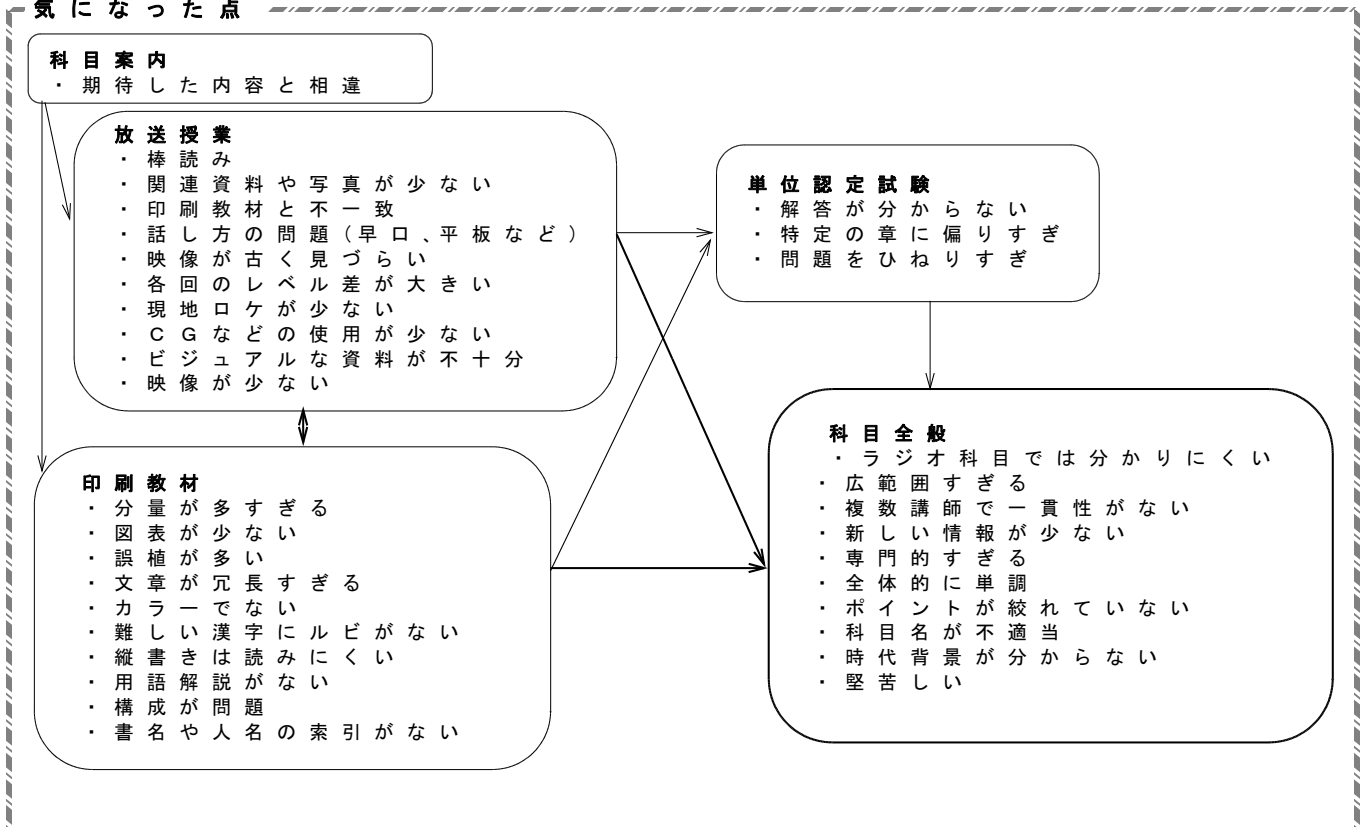 気になった点
科目案内
・期待した内容と相違
放送授業
・棒読み
・関連資料や写真が少ない
・印刷教材と不一致
・話し方の問題(早口、平板など)
・映像が古く見づらい
・各回のレベル差が大きい
・現地ロケが少ない
・CGなどの使用が少ない
・ビジュアルな資料が不十分
・映像が少ない
単位認定試験
・解答が分からない
・特定の章に偏りすぎ
・問題をひねりすぎ
印刷教材
・分量が多すぎる
・図表が少ない
・誤植が多い
・文章が冗長すぎる
・カラーでない
・難しい漢字にルビがない
・縦書きは読みにくい
・用語解説がない
・構成が問題
・書名や人名の索引がない
科目全般
・ラジオ科目では分かりにくい
・広範囲すぎる
・複数講師で一貫性がない
・新しい情報が少ない
・専門的すぎる
・全体的に単調
・ポイントが絞れていない
・科目名が不適当
・時代背景が分からない
・堅苦しい